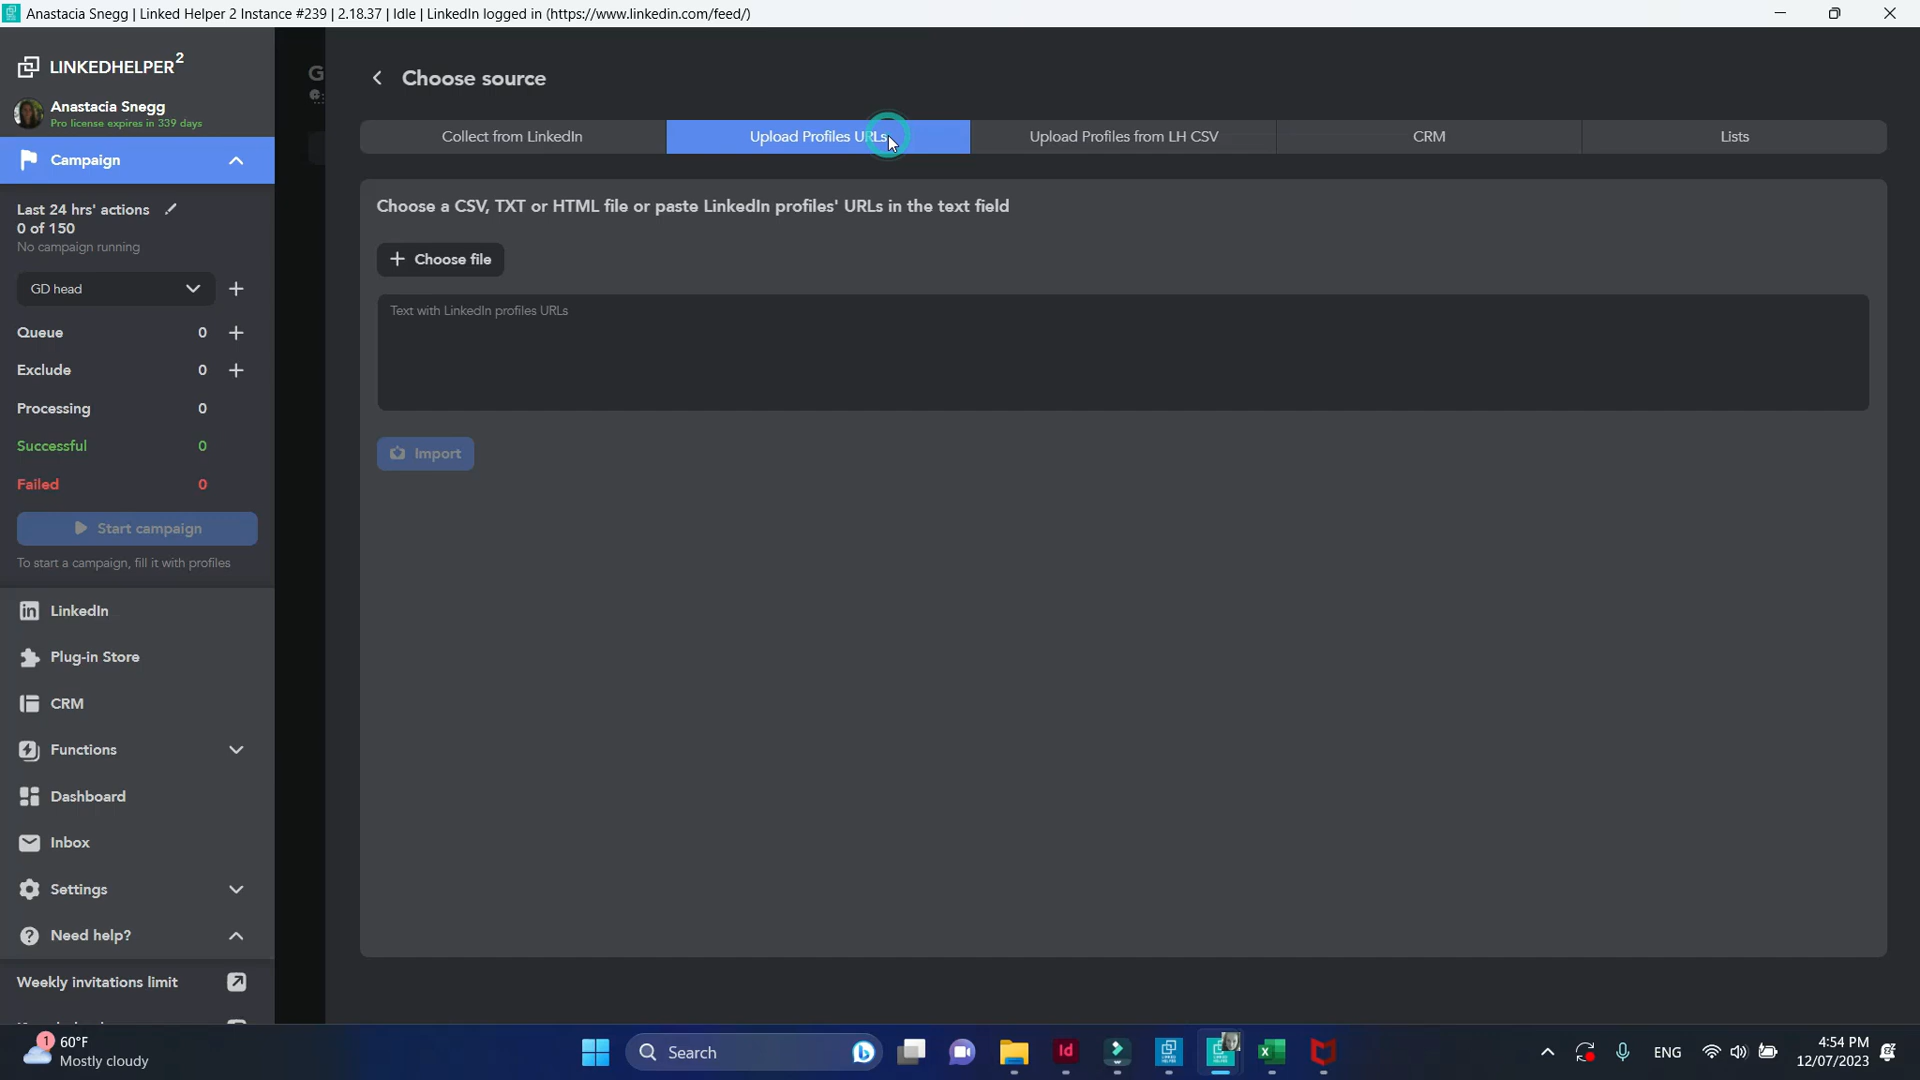 Anastacia Snegg | Linked Helper 2 Instance #239 | 2.18.37 | Idle | LinkedIn logged in (https://www.linkedin.com/feed/)
LINKEDHELPER2
Anastacia Snegg
Pro license expires in 339 days
Campaign
Last 24 hrs' actions
0 of 150
No campaign running
GD head
Queue 0
Exclude 0
Processing 0
Successful 0
Failed 0
Start campaign
To start a campaign, fill it with profiles
LinkedIn
Plug-in Store
CRM
Functions
Dashboard
Inbox
Settings
Need help?
Weekly invitations limit
G
Choose source
Collect from LinkedIn
Upload Profiles URLs
Upload Profiles from LH CSV
CRM
Lists
Choose a CSV, TXT or HTML file or paste LinkedIn profiles' URLs in the text field
Choose file
Text with LinkedIn profiles URLs
Import
1
60°F
Mostly cloudy
Search
Id
ENG
4:54 PM
12/07/2023